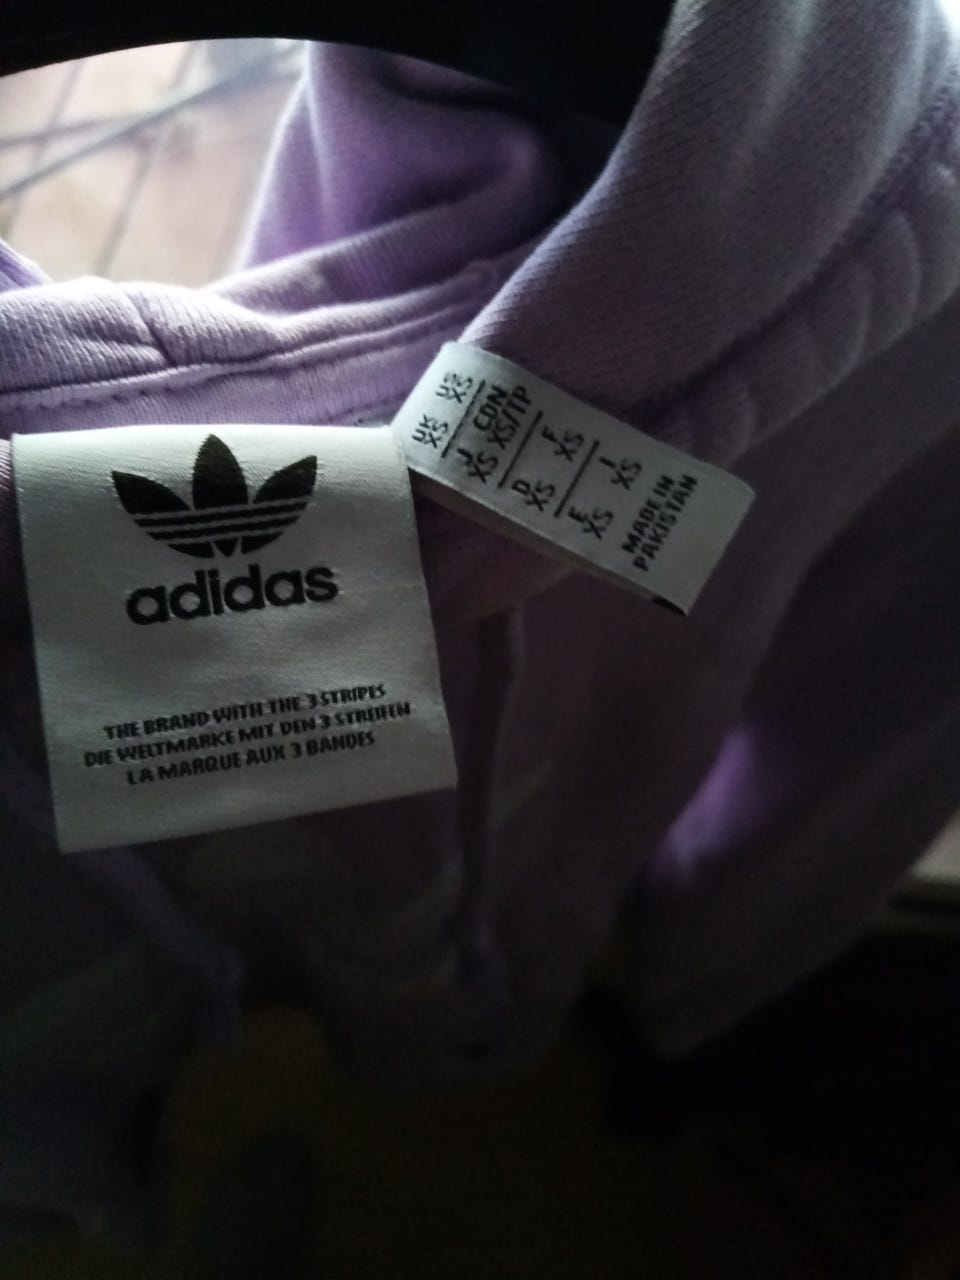 adidas
THE BRAND WITH THE 3 STRIPES
DIE WELTMARKE MIT DEN 3 STREIFEN
LA MARQUE AUX 3 BANDES
US
XS
UK
XS
CDN
XS/TP
J
XS
F
XS
D
XS
I
XS
E
XS
MADE IN
PAKISTAN